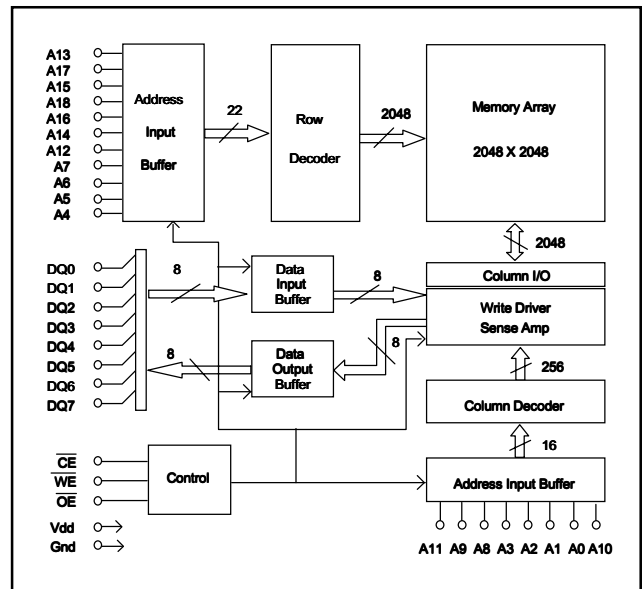 A13
A17
A15
A18
A16
A14
A12
A7
A6
A5
A4
Address
Input
Buffer
22
Row
Decoder
2048
Memory Array
2048 X 2048
2048
DQ0
DQ1
DQ2
DQ3
DQ4
DQ5
DQ6
DQ7
8
Data
Input
Buffer
8
Column I/O
Write Driver
Sense Amp
8
Data
Output
Buffer
8
256
Column Decoder
16
Address Input Buffer
CE
WE
OE
Control
Vdd
Gnd
A11 A9 A8 A3 A2 A1 A0 A10